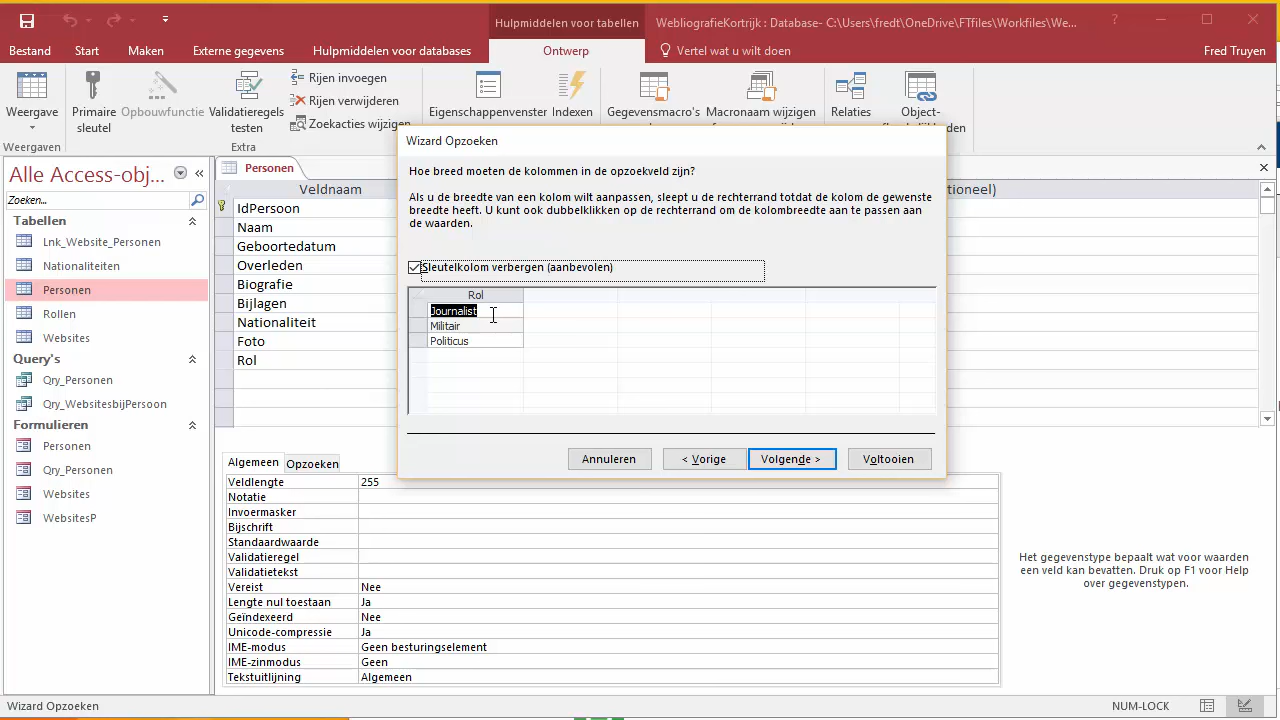 Hulpmiddelen voor tabellen
WebliografieKortrijk : Database- C:\Users\fredt\OneDrive\FTfiles\Workfiles\We...
?
Bestand
Start
Maken
Externe gegevens
Hulpmiddelen voor databases
Ontwerp
Vertel wat u wilt doen
Fred Truyen
Weergave
Primaire sleutel
Opbouwfunctie
Validatieregels testen
Rijen invoegen
Rijen verwijderen
Zoekacties wijzigen
Eigenschappenvenster
Indexen
Gegevensmacro's
Macronaam wijzigen
Relaties
Object-
Weergaven
Extra
Alle Access-obj...
Zoeken...
Tabellen
Lnk_Website_Personen
Nationaliteiten
Personen
Rollen
Websites
Query's
Qry_Personen
Qry_WebsitesbijPersoon
Formulieren
Personen
Qry_Personen
Websites
WebsitesP
Personen
Veldnaam
IdPersoon
Naam
Geboortedatum
Overleden
Biografie
Bijlagen
Nationaliteit
Foto
Rol
Wizard Opzoeken
Hoe breed moeten de kolommen in de opzoekveld zijn?
Als u de breedte van een kolom wilt aanpassen, sleept u de rechterrand totdat de kolom de gewenste
breedte heeft. U kunt ook dubbelklikken op de rechterrand om de kolombreedte aan te passen aan
de waarden.
Sleutelkolom verbergen (aanbevolen)
Rol
Journalist
Militair
Politicus
Annuleren
< Vorige
Volgende >
Voltooien
Algemeen
Opzoeken
Veldlengte 255
Notatie
Invoermasker
Bijschrift
Standaardwaarde
Validatieregel
Validatietekst
Vereist Nee
Lengte nul toestaan Ja
Geïndexeerd Nee
Unicode-compressie Ja
IME-modus Geen besturingselement
IME-zinmodus Geen
Tekstuitlijning Algemeen
Het gegevenstype bepaalt wat voor waarden
een veld kan bevatten. Druk op F1 voor Help
over gegevenstypen.
Wizard Opzoeken
NUM-LOCK